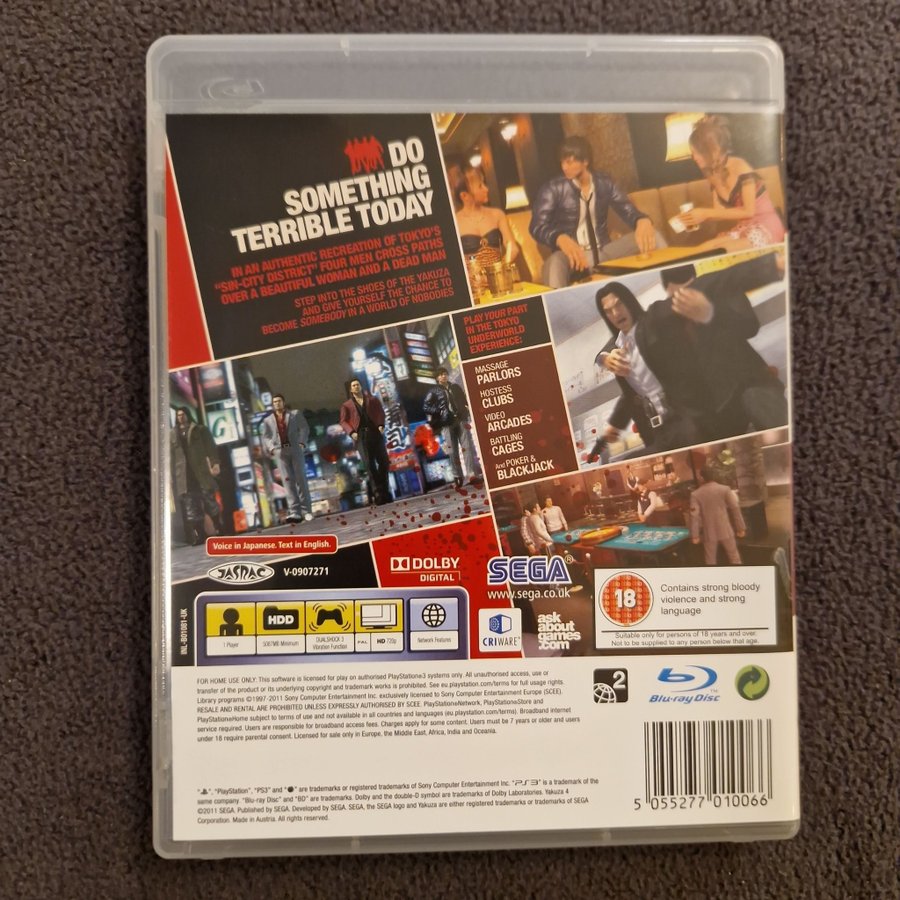 DO
SOMETHING
TERRIBLE TODAY
IN AN AUTHENTIC RECREATION OF TOKYO'S
"SIN-CITY DISTRICT" FOUR MEN CROSS PATHS
OVER A BEAUTIFUL WOMAN AND A DEAD MAN
STEP INTO THE SHOES OF THE YAKUZA
AND GIVE YOURSELF THE CHANCE TO
BECOME SOMEBODY IN A WORLD OF NOBODIES
PLAY YOUR PART
IN THE TOKYO
UNDERWORLD
EXPERIENCE:
MASSAGE
PARLORS
HOSTESS
CLUBS
VIDEO
ARCADES
BATTLING
CAGES
And POKER &
BLACKJACK
Voice in Japanese. Text in English.
JASRAC
V-0907271
DOLBY
DIGITAL
SEGA®
www.sega.co.uk
18
Contains strong bloody
violence and strong
language
Suitable only for persons of 18 years and over.
Not to be supplied to any person below that age.
INL-B01081-UK
1 Player
HDD
5087MB Minimum
DUALSHOCK 3
Vibration Function
PAL HD 720p
Network Features
CRIWARE™
ask
about
games
.com
FOR HOME USE ONLY: This software is licensed for play on authorised PlayStation3 systems only. All unauthorised access, use or
transfer of the product or its underlying copyright and trademark works is prohibited. See eu.playstation.com/terms for full usage rights.
Library programs ©1997-2011 Sony Computer Entertainment Inc. exclusively licensed to Sony Computer Entertainment Europe (SCEE).
RESALE AND RENTAL ARE PROHIBITED UNLESS EXPRESSLY AUTHORISED BY SCEE. PlayStation®Network, PlayStation®Store and
PlayStation®Home subject to terms of use and not available in all countries and languages (eu.playstation.com/terms). Broadband internet
service required. Users are responsible for broadband access fees. Charges apply for some content. Users must be 7 years or older and users
under 18 require parental consent. Licensed for sale only in Europe, the Middle East, Africa, India and Oceania.
2
Blu-ray Disc™
"PlayStation", "PS3" and are trademarks or registered trademarks of Sony Computer Entertainment Inc. "PS3" is a trademark of the
same company. "Blu-ray Disc" and "BD" are trademarks. Dolby and the double-D symbol are trademarks of Dolby Laboratories. Yakuza 4
©2011 SEGA. Published by SEGA. Developed by SEGA. SEGA, the SEGA logo and Yakuza are either registered trademarks or trademarks of SEGA
Corporation. Made in Austria. All rights reserved.
5 055277 010066